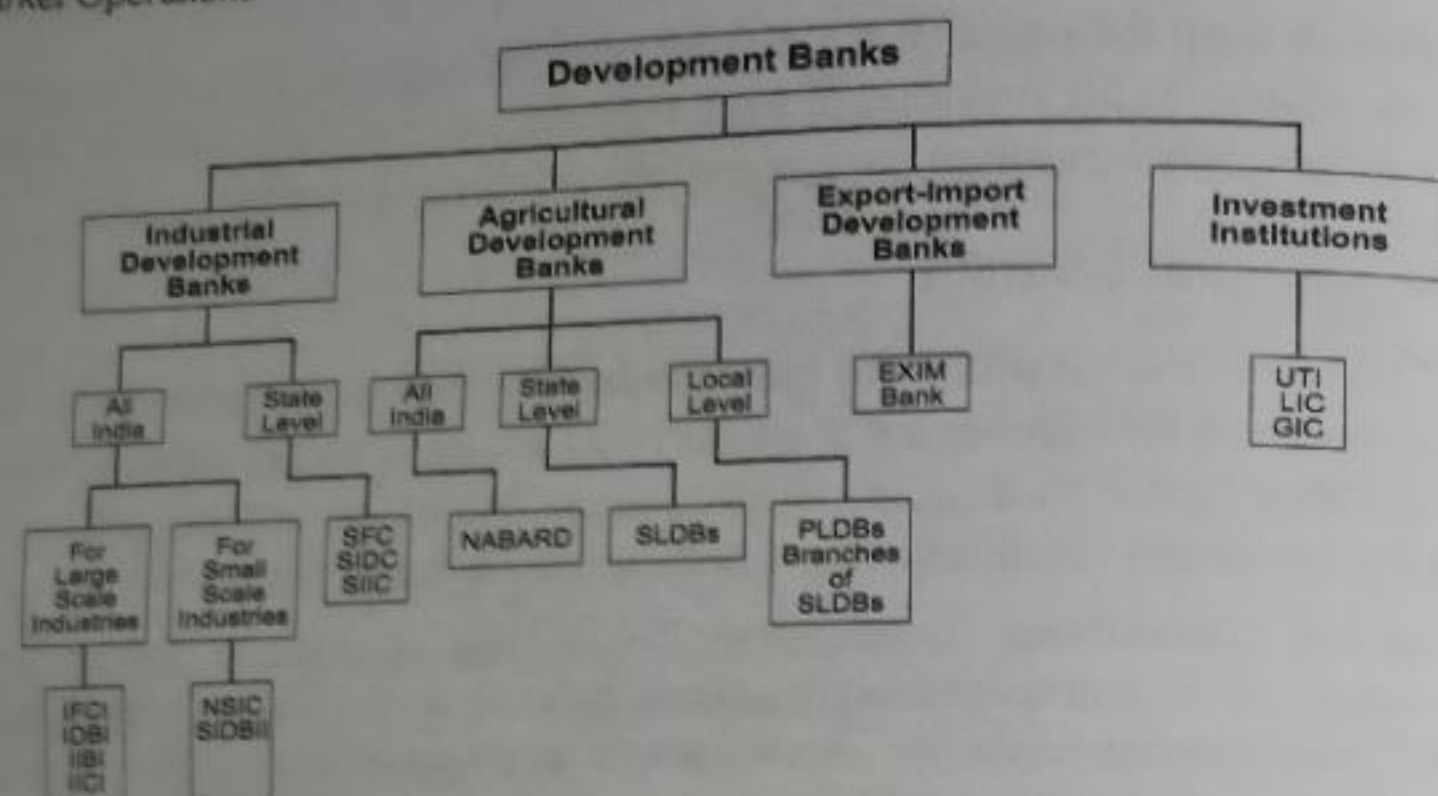 Operations
Development Banks
Industrial
Development
Banks
Agricultural
Development
Banks
Export-Import
Development
Banks
Investment
Institutions
All
India
State
Level
All
India
State
Level
Local
Level
EXIM
Bank
UTI
LIC
GIC
For
Large
Scale
Industries
For
Small
Scale
Industries
SFC
SIDC
SIIC
NABARD
SLDBs
PLDBs
Branches
of
SLDBs
IFCI
IDBI
IIBI
NSIC